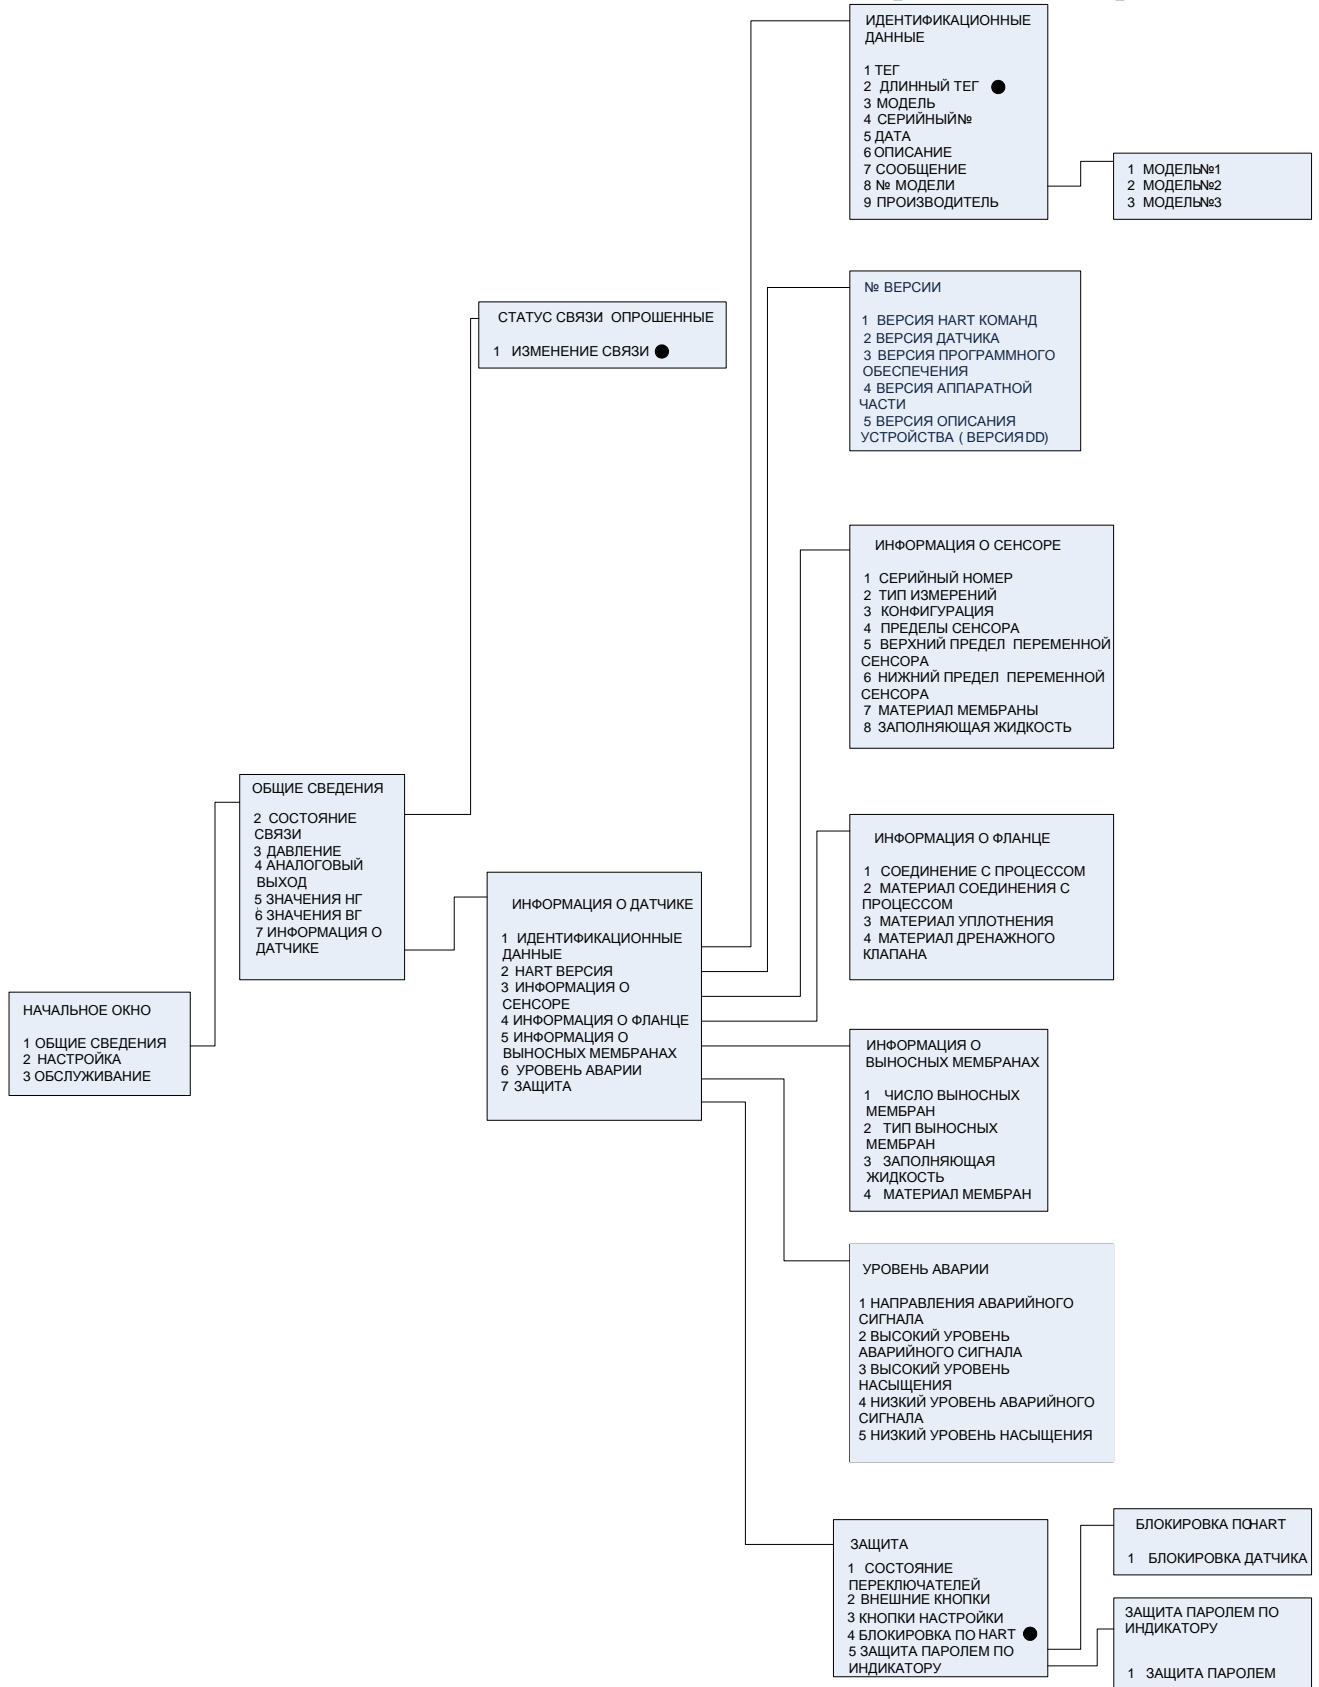 ИДЕНТИФИКАЦИОННЫЕ
ДАННЫЕ
1 ТЕГ
2 ДЛИННЫЙ ТЕГ
3 МОДЕЛЬ
4 СЕРИЙНЫЙ№
5 ДАТА
6 ОПИСАНИЕ
7 СООБЩЕНИЕ
8 № МОДЕЛИ
9 ПРОИЗВОДИТЕЛЬ
1 МОДЕЛЬ№1
2 МОДЕЛЬ№2
3 МОДЕЛЬ№3
№ ВЕРСИИ
1 ВЕРСИЯ HART КОМАНД
2 ВЕРСИЯ ДАТЧИКА
3 ВЕРСИЯ ПРОГРАММНОГО
ОБЕСПЕЧЕНИЯ
4 ВЕРСИЯ АППАРАТНОЙ
ЧАСТИ
5 ВЕРСИЯ ОПИСАНИЯ
УСТРОЙСТВА ( ВЕРСИЯ DD)
СТАТУС СВЯЗИ ОПРОШЕННЫЕ
1 ИЗМЕНЕНИЕ СВЯЗИ
ИНФОРМАЦИЯ О СЕНСОРЕ
1 СЕРИЙНЫЙ НОМЕР
2 ТИП ИЗМЕРЕНИЙ
3 КОНФИГУРАЦИЯ
4 ПРЕДЕЛЫ СЕНСОРА
5 ВЕРХНИЙ ПРЕДЕЛ ПЕРЕМЕННОЙ
СЕНСОРА
6 НИЖНИЙ ПРЕДЕЛ ПЕРЕМЕННОЙ
СЕНСОРА
7 МАТЕРИАЛ МЕМБРАНЫ
8 ЗАПОЛНЯЮЩАЯ ЖИДКОСТЬ
ОБЩИЕ СВЕДЕНИЯ
2 СОСТОЯНИЕ
СВЯЗИ
3 ДАВЛЕНИЕ
4 АНАЛОГОВЫЙ
ВЫХОД
5 ЗНАЧЕНИЯ НГ
6 ЗНАЧЕНИЯ ВГ
7 ИНФОРМАЦИЯ О
ДАТЧИКЕ
ИНФОРМАЦИЯ О ФЛАНЦЕ
1 СОЕДИНЕНИЕ С ПРОЦЕССОМ
2 МАТЕРИАЛ СОЕДИНЕНИЯ С
ПРОЦЕССОМ
3 МАТЕРИАЛ УПЛОТНЕНИЯ
4 МАТЕРИАЛ ДРЕНАЖНОГО
КЛАПАНА
ИНФОРМАЦИЯ О ДАТЧИКЕ
1 ИДЕНТИФИКАЦИОННЫЕ
ДАННЫЕ
2 HART ВЕРСИЯ
3 ИНФОРМАЦИЯ О
СЕНСОРЕ
4 ИНФОРМАЦИЯ О ФЛАНЦЕ
5 ИНФОРМАЦИЯ О
ВЫНОСНЫХ МЕМБРАНАХ
6 УРОВЕНЬ АВАРИИ
7 ЗАЩИТА
НАЧАЛЬНОЕ ОКНО
1 ОБЩИЕ СВЕДЕНИЯ
2 НАСТРОЙКА
3 ОБСЛУЖИВАНИЕ
ИНФОРМАЦИЯ О
ВЫНОСНЫХ МЕМБРАНАХ
1 ЧИСЛО ВЫНОСНЫХ
МЕМБРАН
2 ТИП ВЫНОСНЫХ
МЕМБРАН
3 ЗАПОЛНЯЮЩАЯ
ЖИДКОСТЬ
4 МАТЕРИАЛ МЕМБРАН
УРОВЕНЬ АВАРИИ
1 НАПРАВЛЕНИЯ АВАРИЙНОГО
СИГНАЛА
2 ВЫСОКИЙ УРОВЕНЬ
АВАРИЙНОГО СИГНАЛА
3 ВЫСОКИЙ УРОВЕНЬ
НАСЫЩЕНИЯ
4 НИЗКИЙ УРОВЕНЬ АВАРИЙНОГО
СИГНАЛА
5 НИЗКИЙ УРОВЕНЬ НАСЫЩЕНИЯ
ЗАЩИТА
1 СОСТОЯНИЕ
ПЕРЕКЛЮЧАТЕЛЕЙ
2 ВНЕШНИЕ КНОПКИ
3 КНОПКИ НАСТРОЙКИ
4 БЛОКИРОВКА ПО HART
5 ЗАЩИТА ПАРОЛЕМ ПО
ИНДИКАТОРУ
БЛОКИРОВКА ПО HART
1 БЛОКИРОВКА ДАТЧИКА
ЗАЩИТА ПАРОЛЕМ ПО
ИНДИКАТОРУ
1 ЗАЩИТА ПАРОЛЕМ